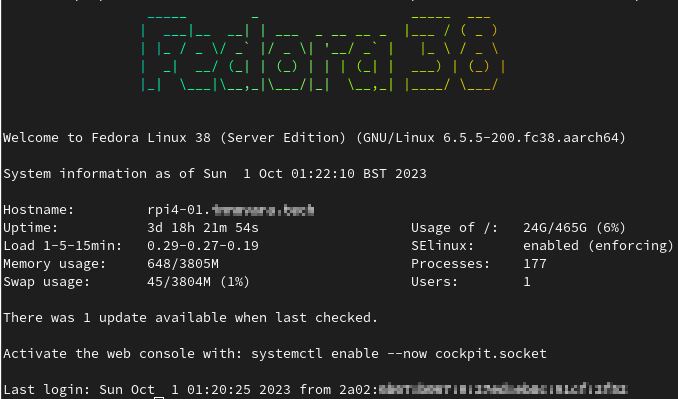 Fedora 38
Welcome to Fedora Linux 38 (Server Edition) (GNU/Linux 6.5.5-200.fc38.aarch64)
System information as of Sun  1 Oct 01:22:10 BST 2023
Hostname: rpi4-01.
Uptime: 3d 18h 21m 54s Usage of /: 24G/465G (6%)
Load 1-5-15min: 0.29-0.27-0.19 SElinux: enabled (enforcing)
Memory usage: 648/3805M Processes: 177
Swap usage: 45/3804M (1%) Users: 1
There was 1 update available when last checked.
Activate the web console with: systemctl enable --now cockpit.socket
Last login: Sun Oct  1 01:20:25 2023 from 2a02: